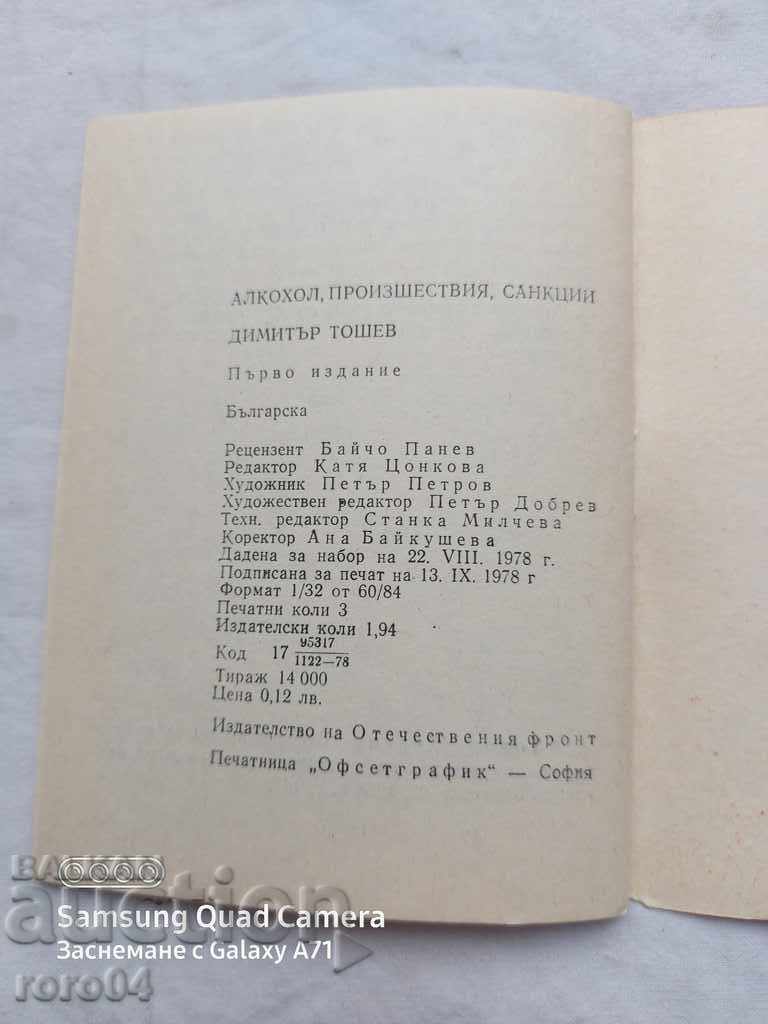 АЛКОХОЛ, ПРОИЗШЕСТВИЯ, САНКЦИИ
ДИМИТЪР ТОШЕВ
Първо издание
Българска
Рецензент Байчо Панев
Редактор Катя Цонкова
Художник Петър Петров
Художествен редактор Петър Добрев
Техн. редактор Станка Милчева
Коректор Ана Байкушева
Дадена за набор на 22. VIII. 1978 г.
Подписана за печат на 13. IX. 1978 г
Формат 1/32 от 60/84
Печатни коли 3
Издателски коли 1,94
Код 17 95317/1122—78
Тираж 14 000
Цена 0,12 лв.
Издателство на Отечествения фронт
Печатница „Офсетграфик“ — София
БАЛКАН
auction
Samsung Quad Camera
Заснемане с Galaxy A71
roro04